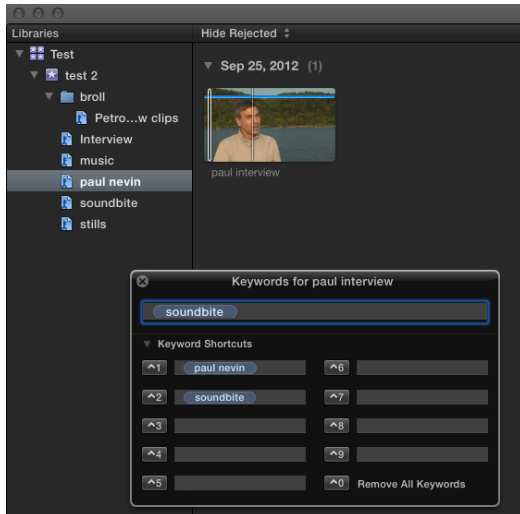 Libraries
Hide Rejected
Test
test 2
broll
Petro…w clips
Interview
music
paul nevin
soundbite
stills
Sep 25, 2012 (1)
paul interview
Keywords for paul interview
soundbite
Keyword Shortcuts
^1 paul nevin
^2 soundbite
^3
^4
^5
^6
^7
^8
^9
^0 Remove All Keywords